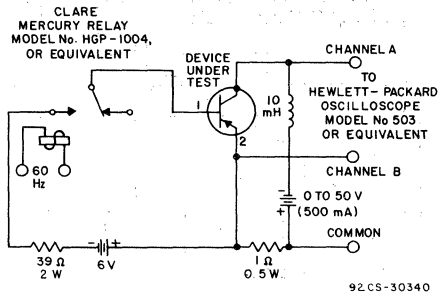 CLARE
MERCURY RELAY
MODEL No. HGP-1004,
OR EQUIVALENT
DEVICE
UNDER
TEST
CHANNEL A
TO
HEWLETT-PACKARD
OSCILLOSCOPE
MODEL No 503
OR EQUIVALENT
1
10
mH
2
60
Hz
CHANNEL B
- 0 TO 50 V
+ (500 mA)
COMMON
- +
39 Ω
2 W
6V
1 Ω
0.5 W.
92CS-30340